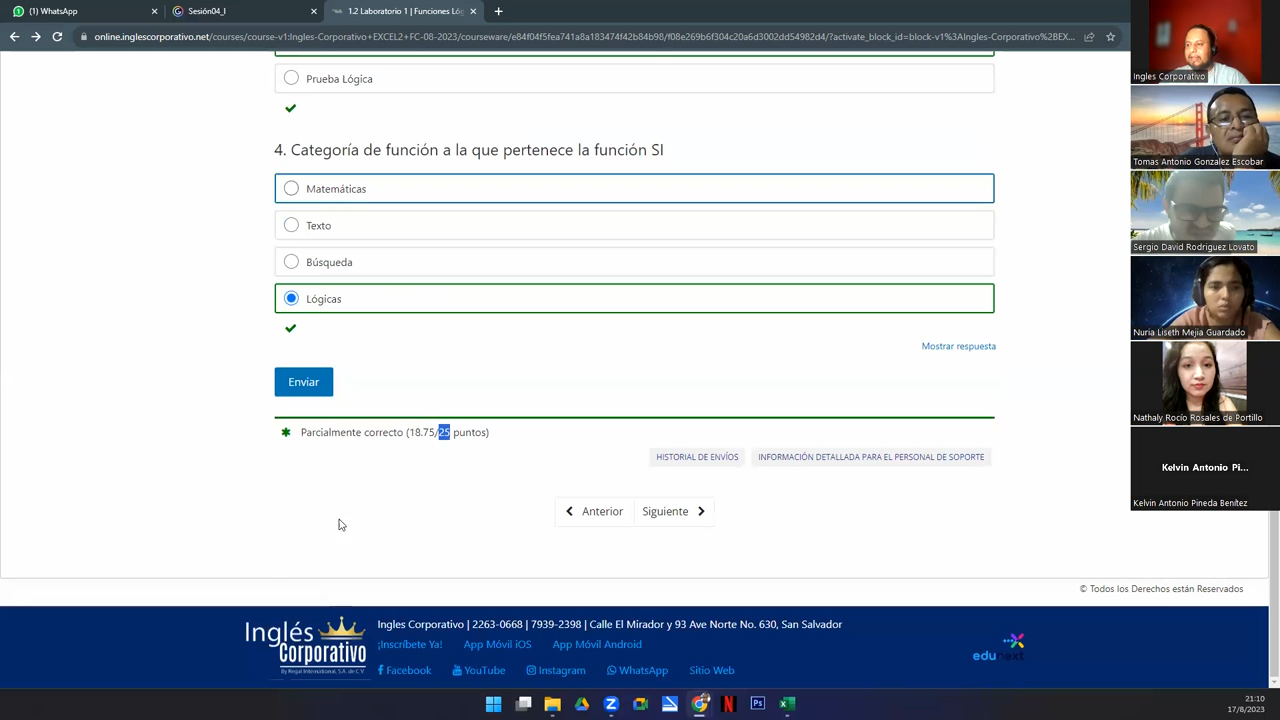 (1) WhatsApp
Sesión04_I
1.2 Laboratorio 1 | Funciones Lóg
online.inglescorporativo.net/courses/course-v1:Ingles-Corporativo+EXCEL2+FC-08-2023/courseware/e84f04f5fea741a8a183474f42b84b98/f08e269b6f304c20a6d3002dd54982d4/?activate_block_id=block-v1%3AIngles-Corporativo%2BEX...
Prueba Lógica
4. Categoría de función a la que pertenece la función SI
Matemáticas
Texto
Búsqueda
Lógicas
Mostrar respuesta
Enviar
Parcialmente correcto (18.75/25 puntos)
HISTORIAL DE ENVÍOS
INFORMACIÓN DETALLADA PARA EL PERSONAL DE SOPORTE
Anterior
Siguiente
© Todos los Derechos están Reservados
Inglés
Corporativo
By Regal International, S.A. de C.V.
Ingles Corporativo | 2263-0668 | 7939-2398 | Calle El Mirador y 93 Ave Norte No. 630, San Salvador
¡Inscríbete Ya!
App Móvil iOS
App Móvil Android
Facebook
YouTube
Instagram
WhatsApp
Sitio Web
edunext
Ingles Corporativo
Tomas Antonio Gonzalez Escobar
Sergio David Rodriguez Lovato
Nuria Liseth Mejia Guardado
Nathaly Rocío Rosales de Portillo
Kelvin Antonio Pi...
Kelvin Antonio Pineda Benítez
21:10
17/8/2023